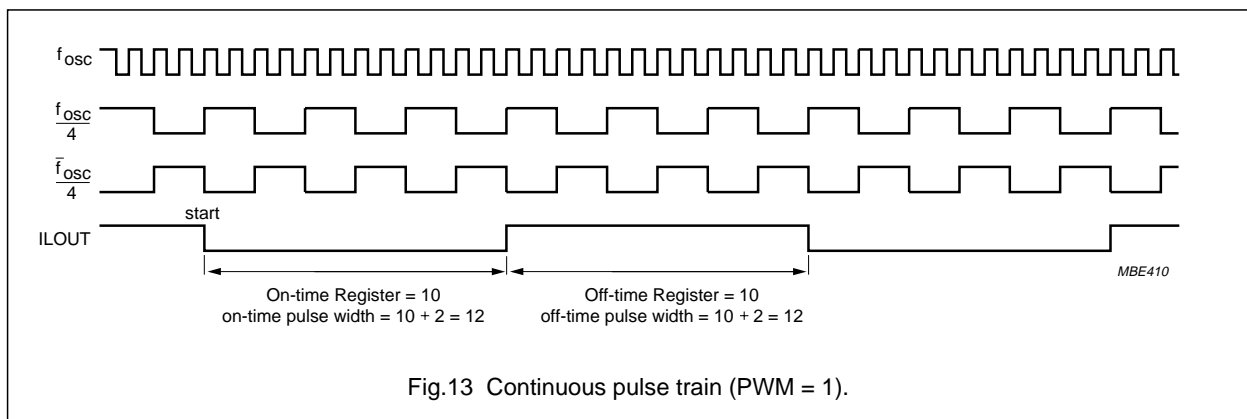 f osc
f osc
4
f̄ osc
4
start
ILOUT
MBE410
On-time Register = 10
on-time pulse width = 10 + 2 = 12
Off-time Register = 10
off-time pulse width = 10 + 2 = 12
Fig.13 Continuous pulse train (PWM = 1).